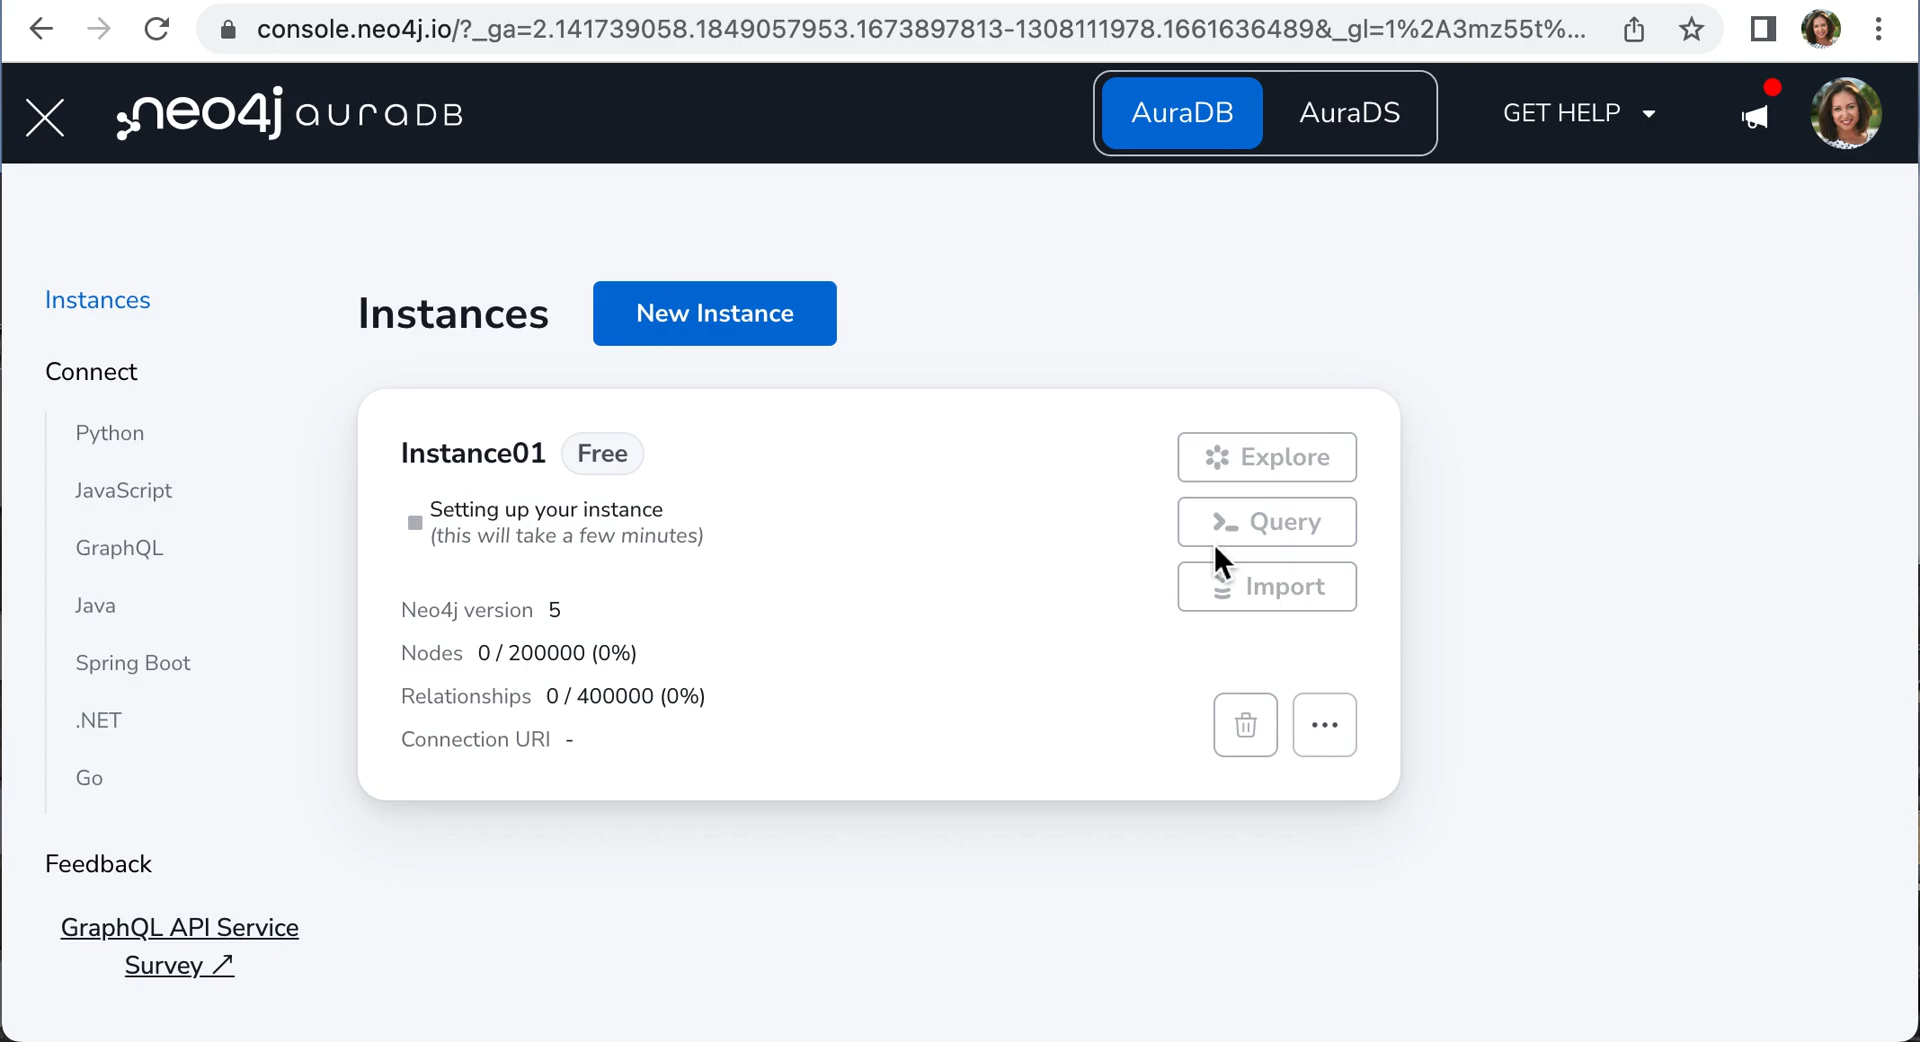 console.neo4j.io/?_ga=2.141739058.1849057953.1673897813-1308111978.1661636489&_gl=1%2A3mz55t%...
neo4j auraDB
AuraDB
AuraDS
GET HELP
Instances
Connect
Python
JavaScript
GraphQL
Java
Spring Boot
.NET
Go
Feedback
GraphQL API Service
Survey ↗
Instances
New Instance
Instance01 Free
Setting up your instance
(this will take a few minutes)
Neo4j version 5
Nodes 0 / 200000 (0%)
Relationships 0 / 400000 (0%)
Connection URI -
Explore
Query
Import